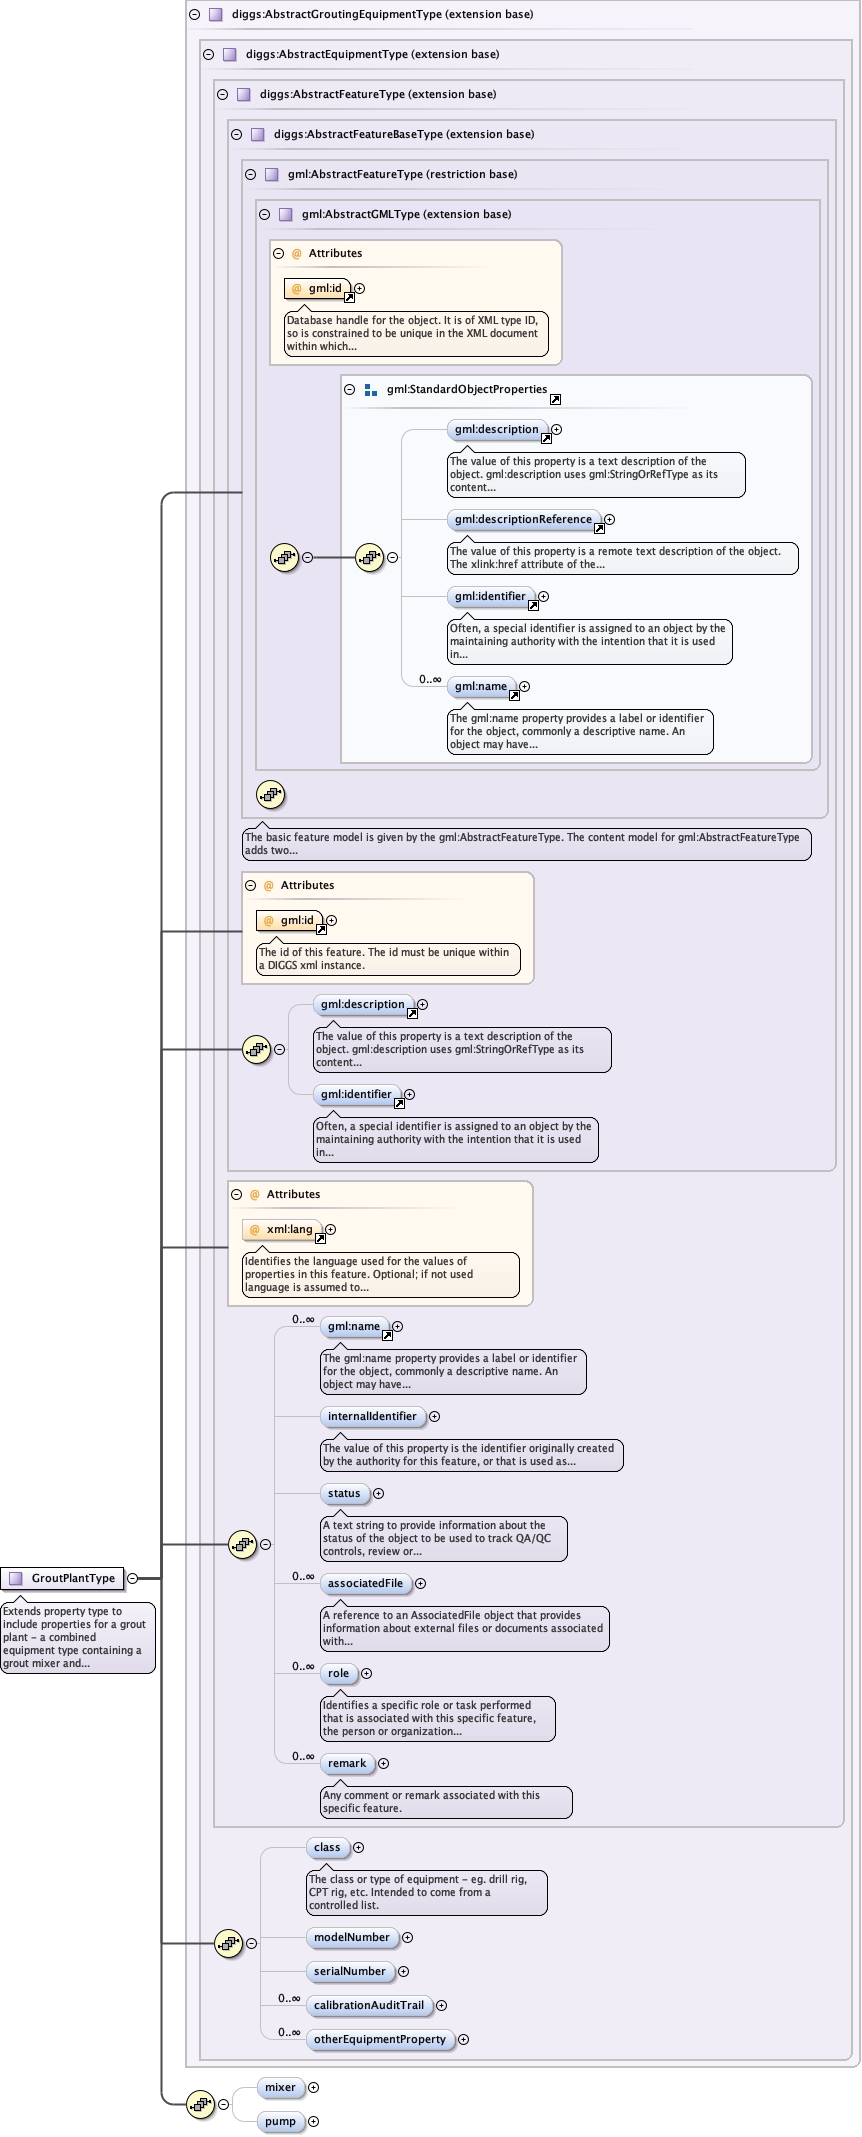 diggs:AbstractGroutingEquipmentType (extension base)
diggs:AbstractEquipmentType (extension base)
diggs:AbstractFeatureType (extension base)
diggs:AbstractFeatureBaseType (extension base)
gml:AbstractFeatureType (restriction base)
gml:AbstractGMLType (extension base)
@ Attributes
@ gml:id
Database handle for the object. It is of XML type ID,
so is constrained to be unique in the XML document
within which...
gml:StandardObjectProperties
gml:description
The value of this property is a text description of the
object. gml:description uses gml:StringOrRefType as its
content...
gml:descriptionReference
The value of this property is a remote text description of the object.
The xlink:href attribute of the...
gml:identifier
Often, a special identifier is assigned to an object by the
maintaining authority with the intention that it is used
in...
0..∞ gml:name
The gml:name property provides a label or identifier
for the object, commonly a descriptive name. An
object may have...
The basic feature model is given by the gml:AbstractFeatureType. The content model for gml:AbstractFeatureType
adds two...
@ Attributes
@ gml:id
The id of this feature. The id must be unique within
a DIGGS xml instance.
gml:description
The value of this property is a text description of the
object. gml:description uses gml:StringOrRefType as its
content...
gml:identifier
Often, a special identifier is assigned to an object by the
maintaining authority with the intention that it is used
in...
@ Attributes
@ xml:lang
Identifies the language used for the values of
properties in this feature. Optional; if not used
language is assumed to...
0..∞ gml:name
The gml:name property provides a label or identifier
for the object, commonly a descriptive name. An
object may have...
internalIdentifier
The value of this property is the identifier originally created
by the authority for this feature, or that is used as...
status
A text string to provide information about the
status of the object to be used to track QA/QC
controls, review or...
0..∞ associatedFile
A reference to an AssociatedFile object that provides
information about external files or documents associated
with...
0..∞ role
Identifies a specific role or task performed
that is associated with this specific feature,
the person or organization...
0..∞ remark
Any comment or remark associated with this
specific feature.
GroutPlantType
Extends property type to
include properties for a grout
plant – a combined
equipment type containing a
grout mixer and...
class
The class or type of equipment – eg. drill rig,
CPT rig, etc. Intended to come from a
controlled list.
modelNumber
serialNumber
0..∞ calibrationAuditTrail
0..∞ otherEquipmentProperty
mixer
pump